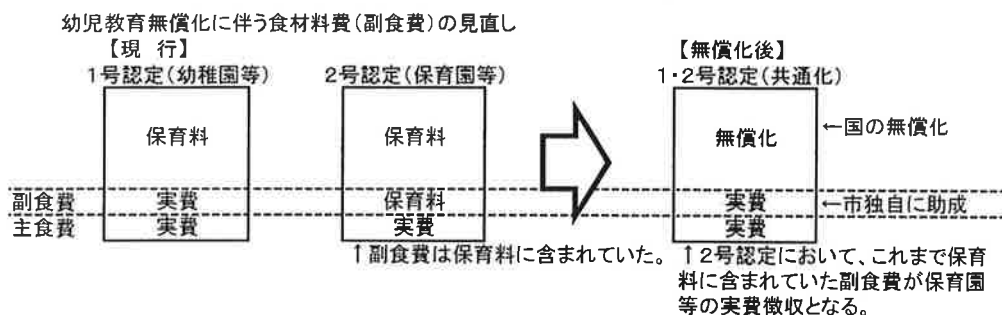 幼児教育無償化に伴う食材料費(副食費)の見直し
【現　行】
1号認定(幼稚園等)
2号認定(保育園等)
【無償化後】
1・2号認定(共通化)
保育料
保育料
無償化
←国の無償化
副食費
実費
保育料
実費
←市独自に助成
主食費
実費
実費
実費
↑副食費は保育料に含まれていた。
↑2号認定において、これまで保育
料に含まれていた副食費が保育園
等の実費徴収となる。